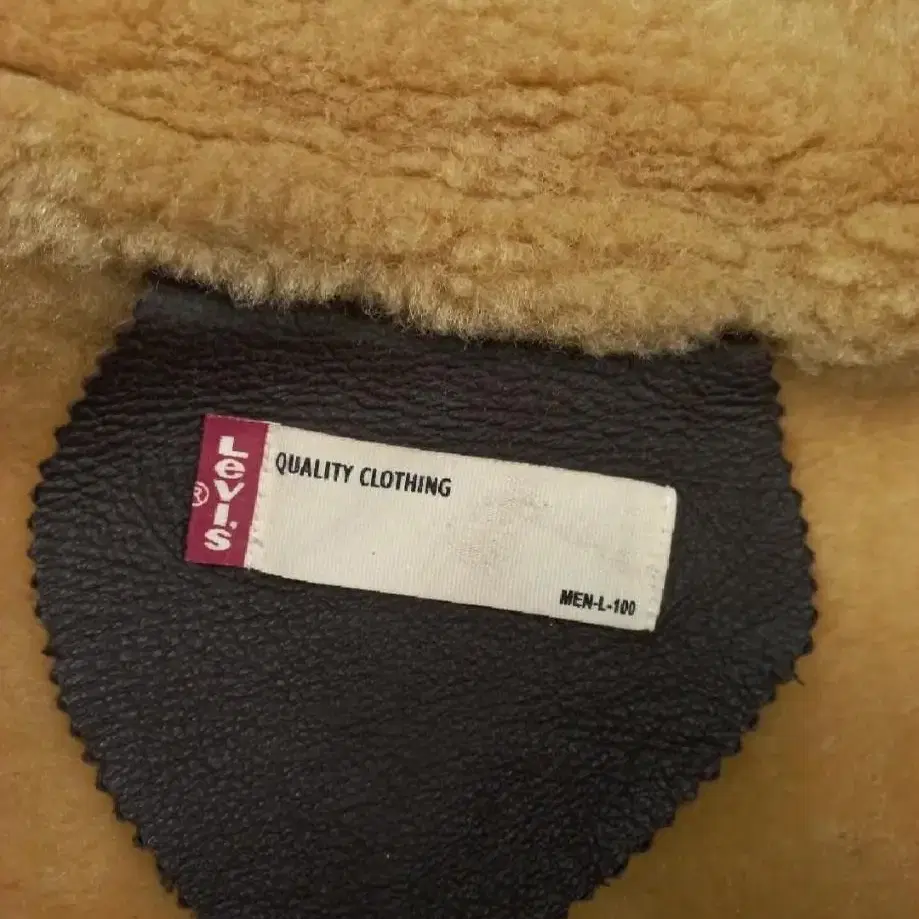 Levi's
®
QUALITY CLOTHING
MEN-L-100